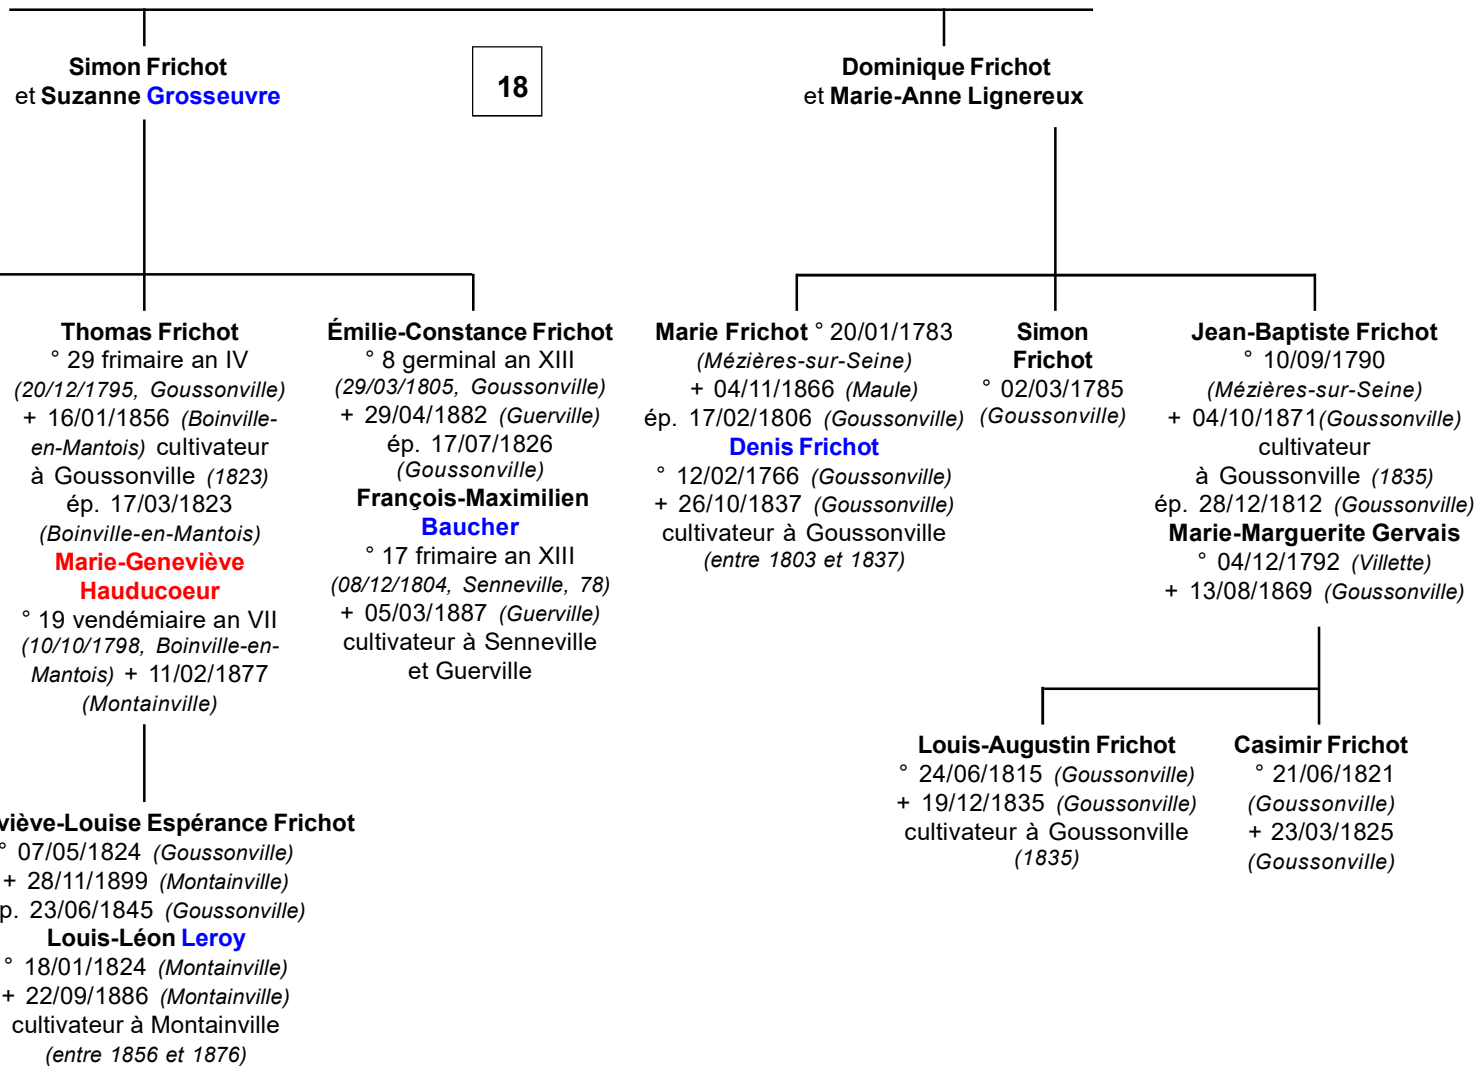 Simon Frichot
et Suzanne Grosseuvre
18
Dominique Frichot
et Marie-Anne Lignereux
Thomas Frichot
° 29 frimaire an IV
(20/12/1795, Goussonville)
+ 16/01/1856 (Boinville-
en-Mantois) cultivateur
à Goussonville (1823)
ép. 17/03/1823
(Boinville-en-Mantois)
Marie-Geneviève
Hauducoeur
° 19 vendémiaire an VII
(10/10/1798, Boinville-en-
Mantois) + 11/02/1877
(Montainville)
Émilie-Constance Frichot
° 8 germinal an XIII
(29/03/1805, Goussonville)
+ 29/04/1882 (Guerville)
ép. 17/07/1826
(Goussonville)
François-Maximilien
Baucher
° 17 frimaire an XIII
(08/12/1804, Senneville, 78)
+ 05/03/1887 (Guerville)
cultivateur à Senneville
et Guerville
Marie Frichot ° 20/01/1783
(Mézières-sur-Seine)
+ 04/11/1866 (Maule)
ép. 17/02/1806 (Goussonville)
Denis Frichot
° 12/02/1766 (Goussonville)
+ 26/10/1837 (Goussonville)
cultivateur à Goussonville
(entre 1803 et 1837)
Simon
Frichot
° 02/03/1785
(Goussonville)
Jean-Baptiste Frichot
° 10/09/1790
(Mézières-sur-Seine)
+ 04/10/1871(Goussonville)
cultivateur
à Goussonville (1835)
ép. 28/12/1812 (Goussonville)
Marie-Marguerite Gervais
° 04/12/1792 (Villette)
+ 13/08/1869 (Goussonville)
viève-Louise Espérance Frichot
° 07/05/1824 (Goussonville)
+ 28/11/1899 (Montainville)
p. 23/06/1845 (Goussonville)
Louis-Léon Leroy
° 18/01/1824 (Montainville)
+ 22/09/1886 (Montainville)
cultivateur à Montainville
(entre 1856 et 1876)
Louis-Augustin Frichot
° 24/06/1815 (Goussonville)
+ 19/12/1835 (Goussonville)
cultivateur à Goussonville
(1835)
Casimir Frichot
° 21/06/1821
(Goussonville)
+ 23/03/1825
(Goussonville)